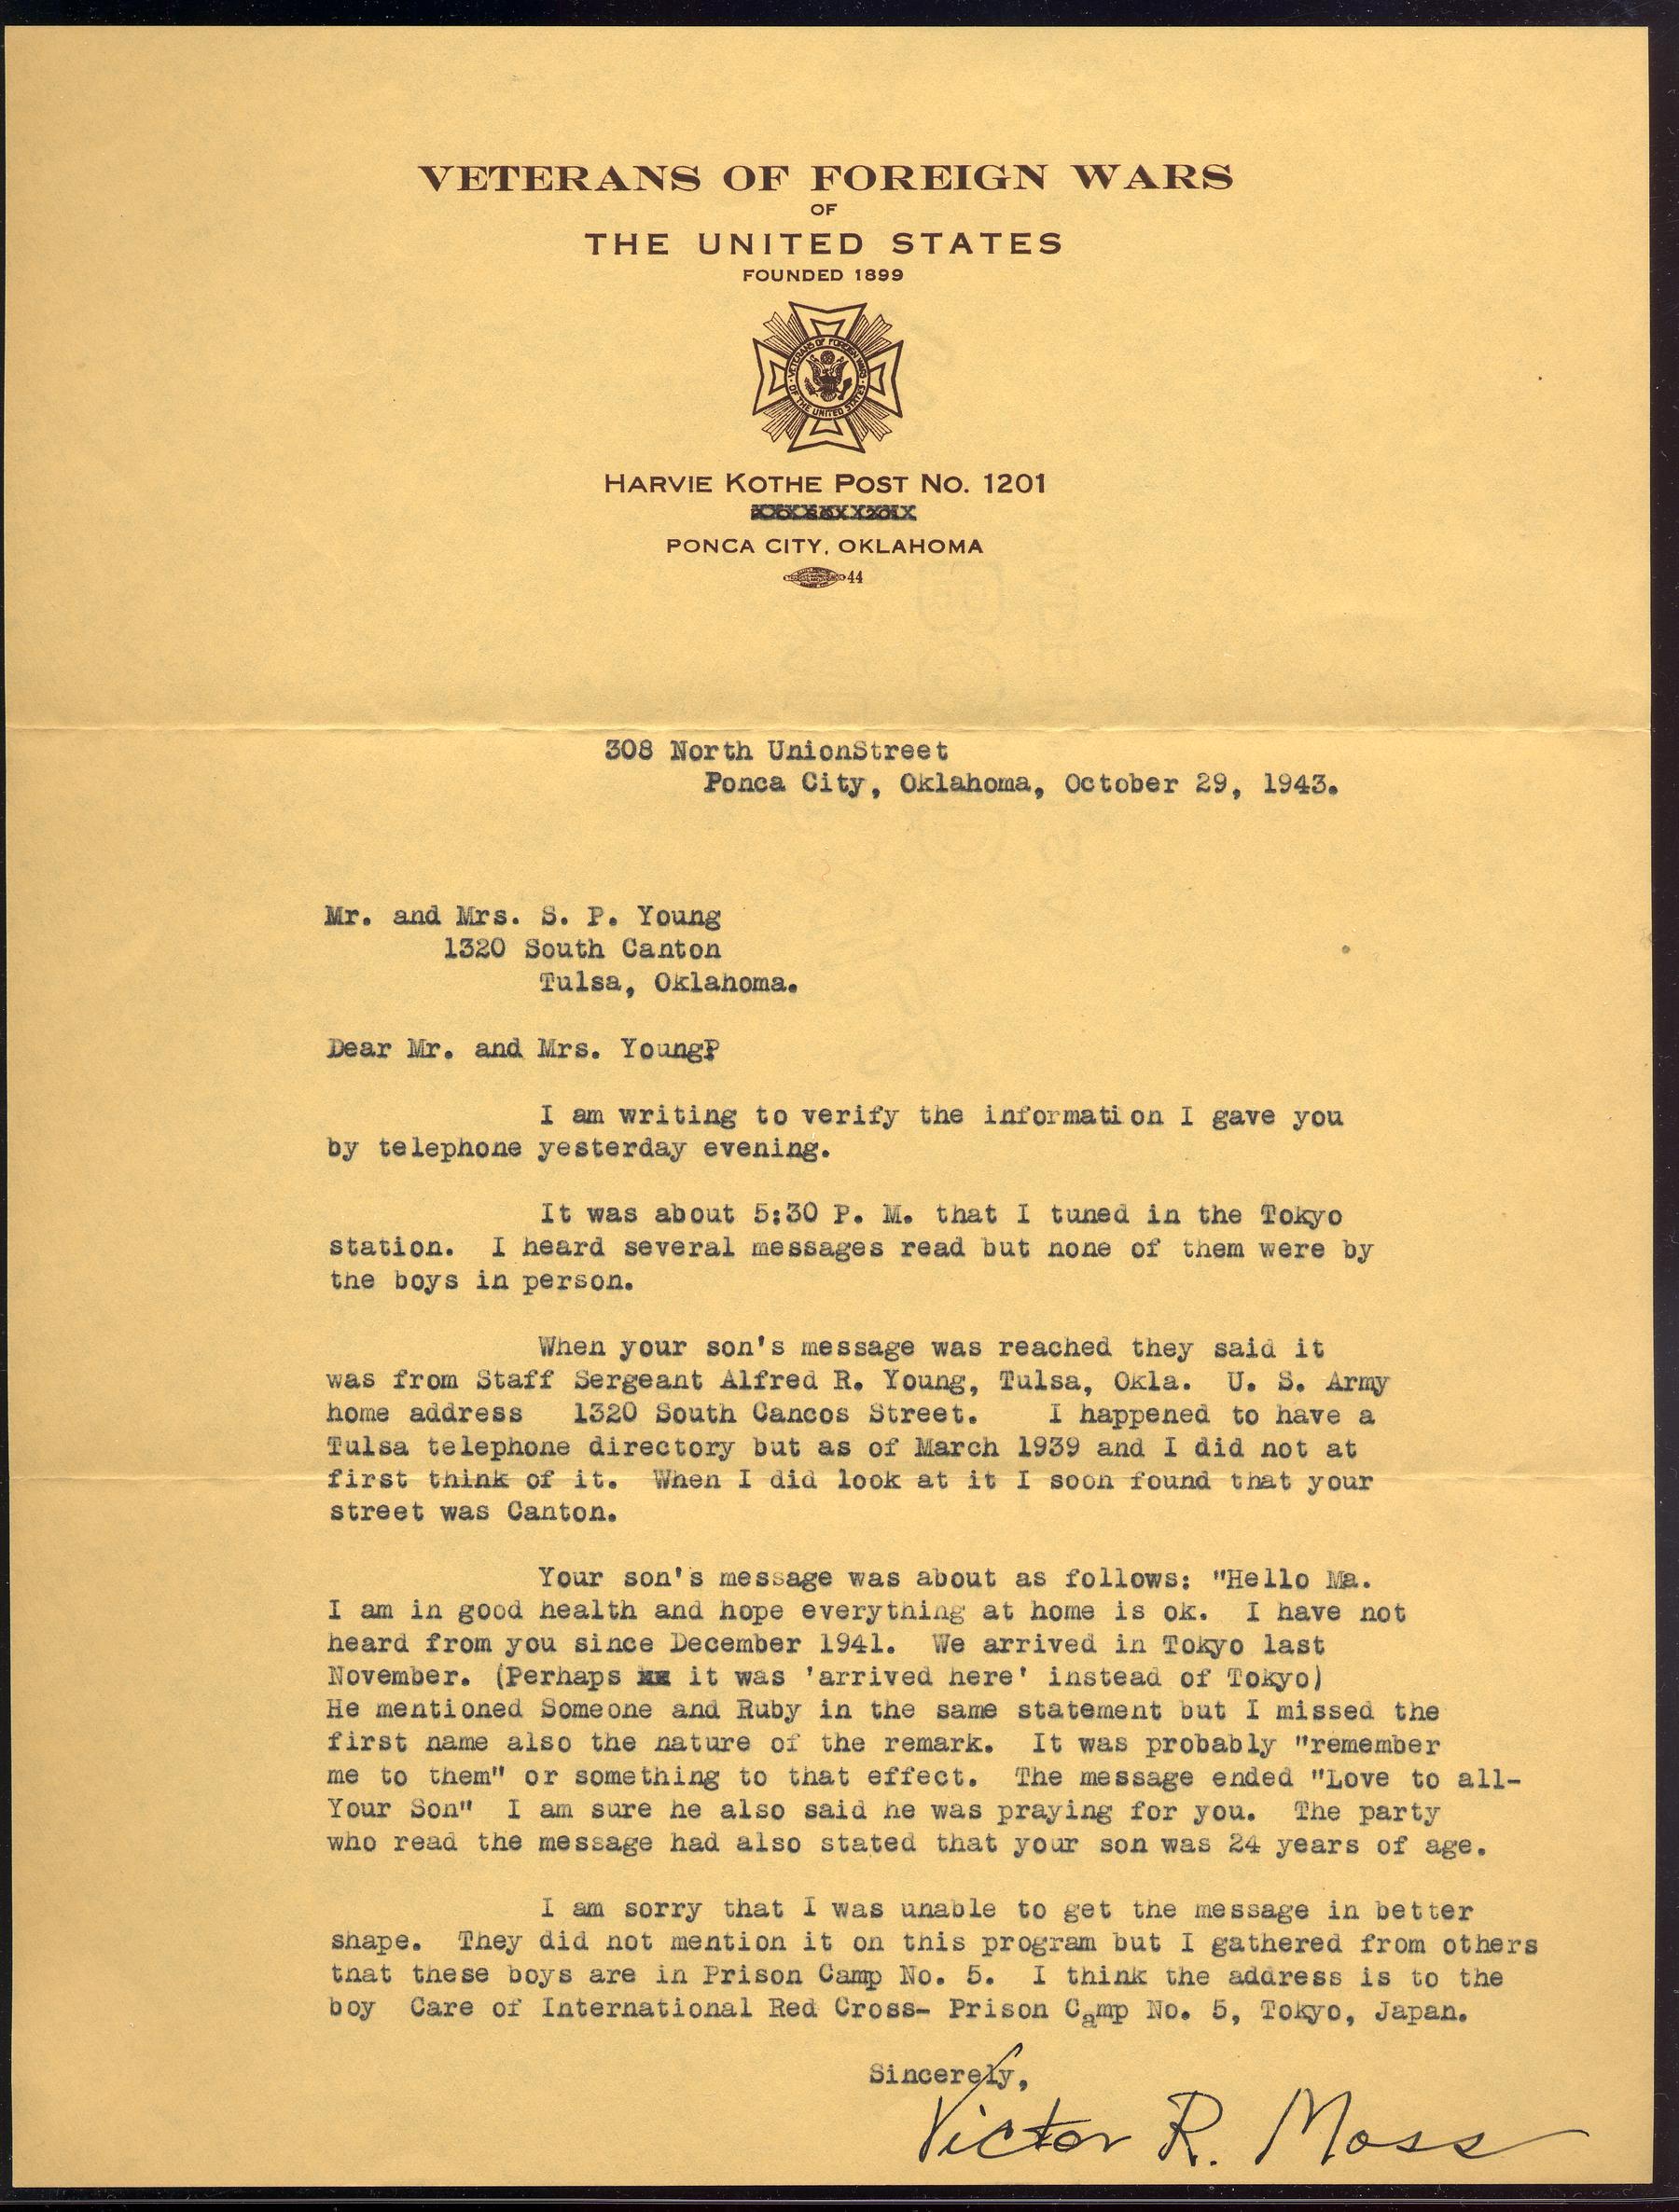 VETERANS OF FOREIGN WARS
OF
THE UNITED STATES
FOUNDED 1899
VETERANS OF FOREIGN WARS
OF THE UNITED STATES
HARVIE KOTHE POST NO. 1201
PONCA CITY, OKLAHOMA
44
308 North UnionStreet
Ponca City, Oklahoma, October 29, 1943.
Mr. and Mrs. S. P. Young
1320 South Canton
Tulsa, Oklahoma.
Dear Mr. and Mrs. Young?
I am writing to verify the information I gave you
by telephone yesterday evening.
It was about 5:30 P. M. that I tuned in the Tokyo
station. I heard several messages read but none of them were by
the boys in person.
When your son's message was reached they said it
was from Staff Sergeant Alfred R. Young, Tulsa, Okla. U. S. Army
home address 1320 South Cancos Street. I happened to have a
Tulsa telephone directory but as of March 1939 and I did not at
first think of it. When I did look at it I soon found that your
street was Canton.
Your son's message was about as follows: "Hello Ma.
I am in good health and hope everything at home is ok. I have not
heard from you since December 1941. We arrived in Tokyo last
November. (Perhaps xx it was 'arrived here' instead of Tokyo)
He mentioned Someone and Ruby in the same statement but I missed the
first name also the nature of the remark. It was probably "remember
me to them" or something to that effect. The message ended "Love to all-
Your Son" I am sure he also said he was praying for you. The party
who read the message had also stated that your son was 24 years of age.
I am sorry that I was unable to get the message in better
shape. They did not mention it on this program but I gathered from others
that these boys are in Prison Camp No. 5. I think the address is to the
boy Care of International Red Cross- Prison Camp No. 5, Tokyo, Japan.
Sincerely,
Victor R. Moss